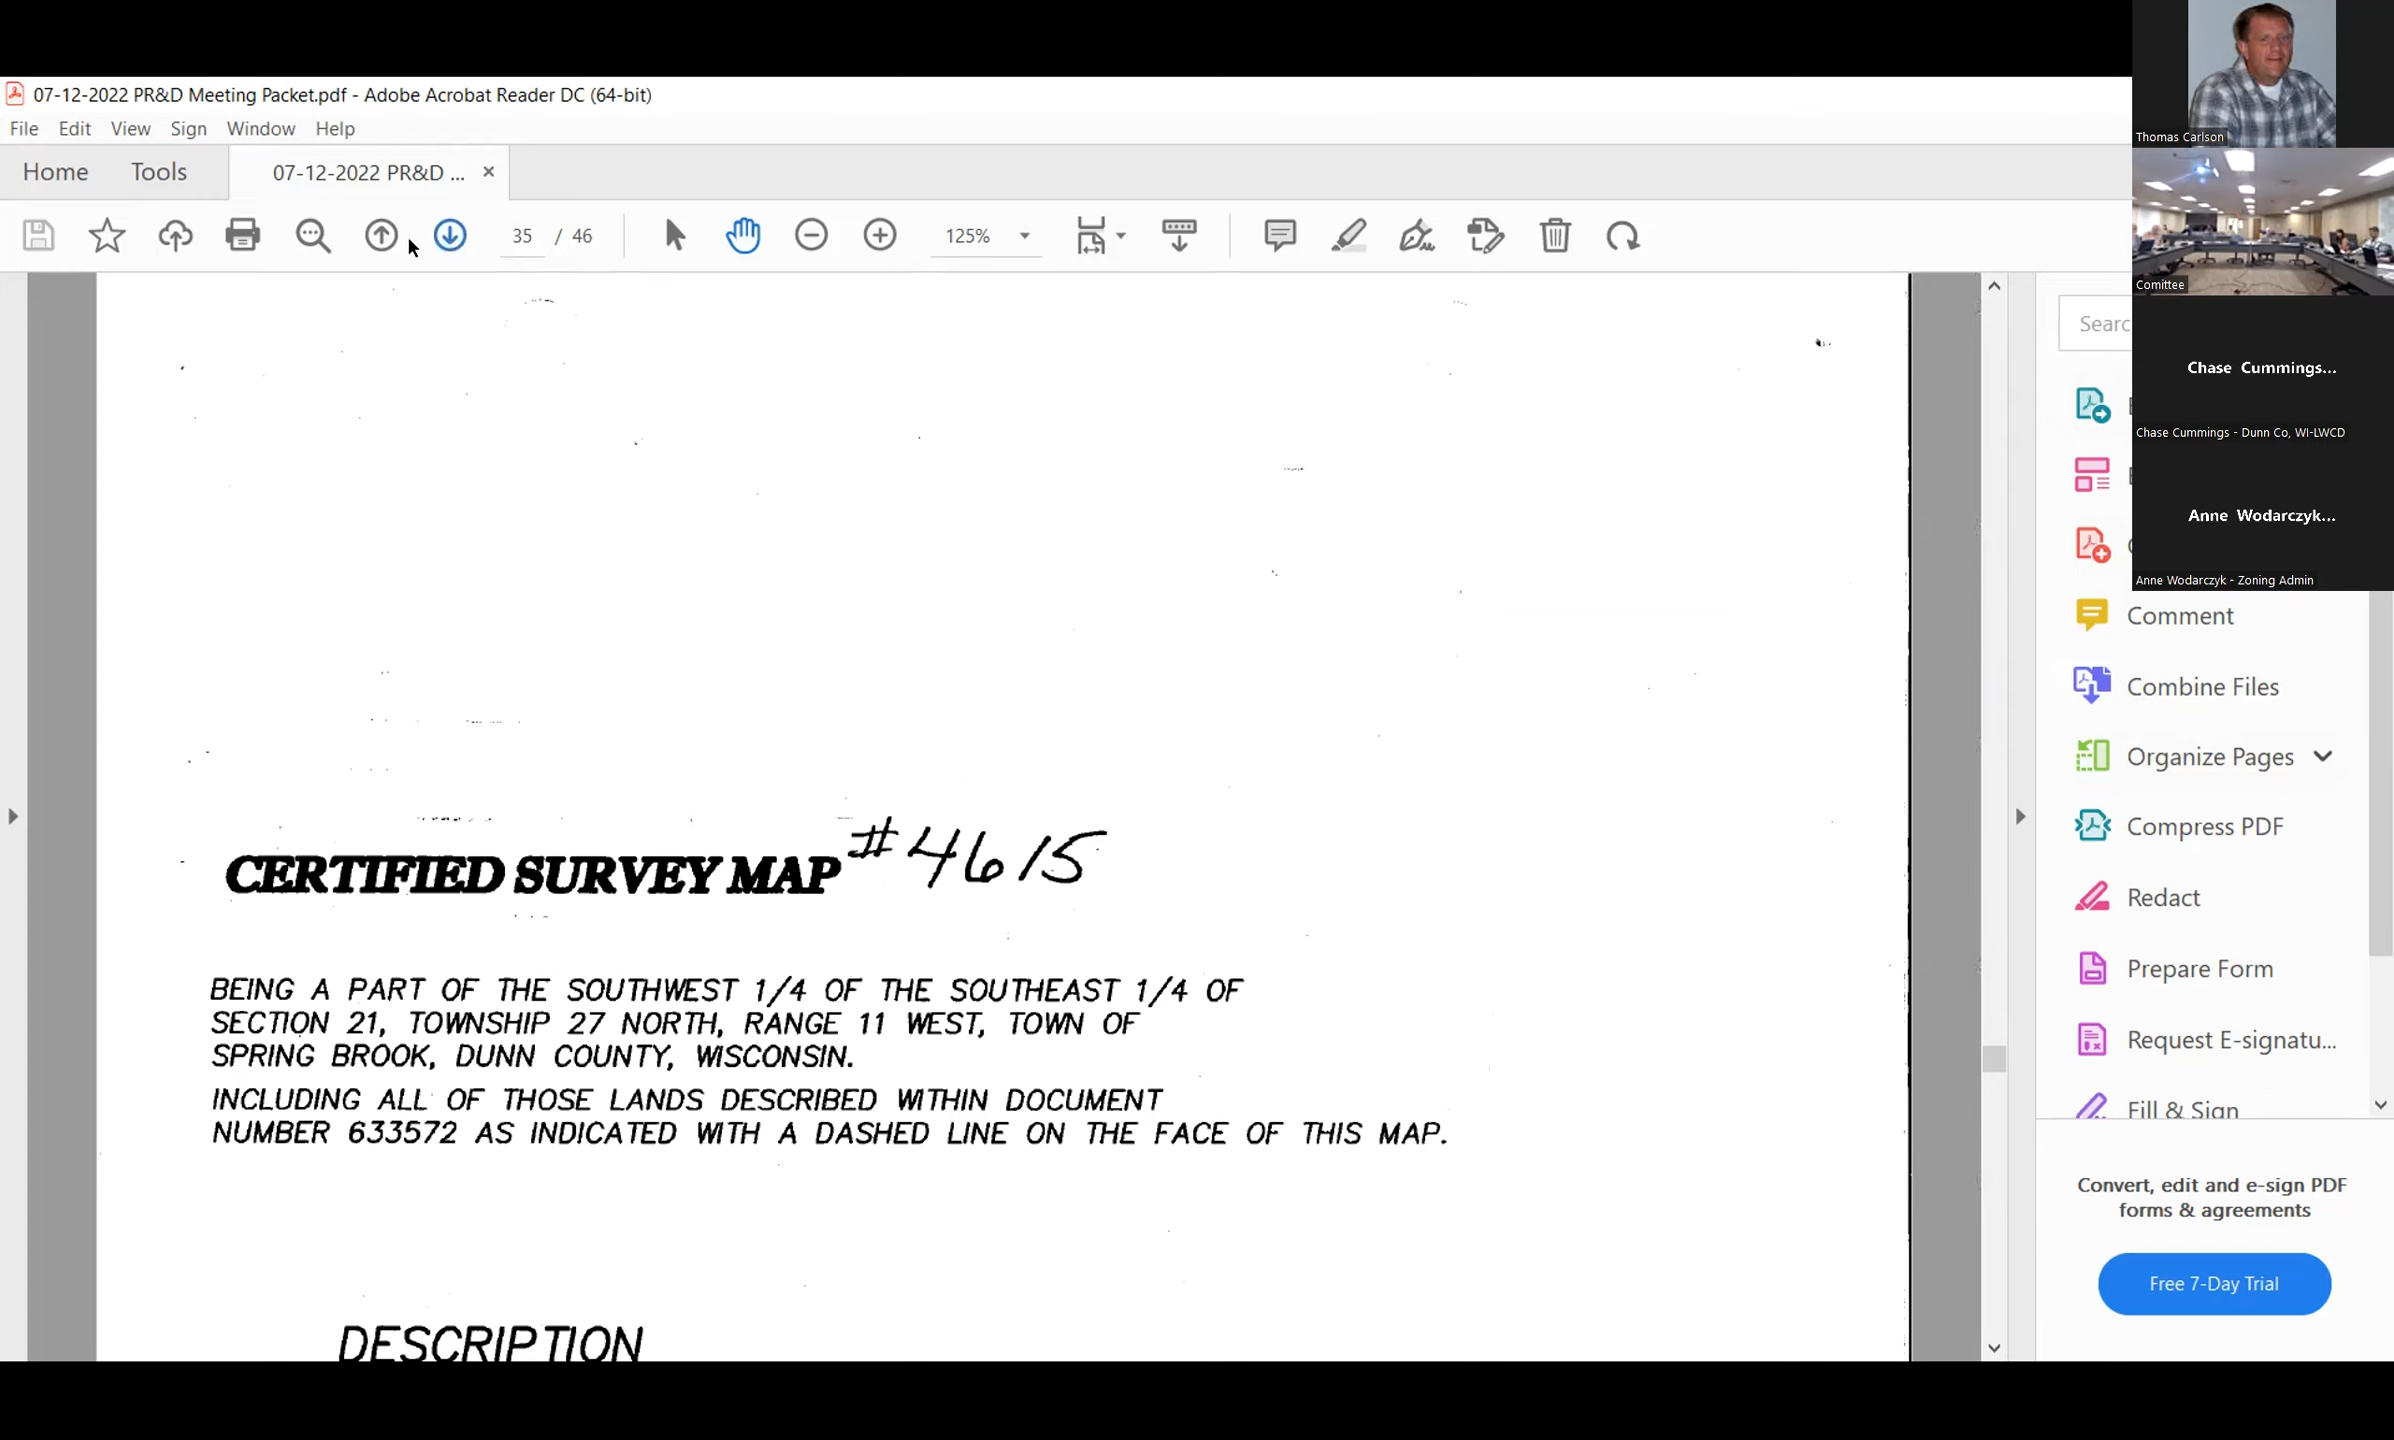 07-12-2022 PR&D Meeting Packet.pdf - Adobe Acrobat Reader DC (64-bit)
File Edit View Sign Window Help
Home Tools 07-12-2022 PR&D ...
35 / 46 125%
CERTIFIED SURVEY MAP #4615
BEING A PART OF THE SOUTHWEST 1/4 OF THE SOUTHEAST 1/4 OF
SECTION 21, TOWNSHIP 27 NORTH, RANGE 11 WEST, TOWN OF
SPRING BROOK, DUNN COUNTY, WISCONSIN.
INCLUDING ALL OF THOSE LANDS DESCRIBED WITHIN DOCUMENT
NUMBER 633572 AS INDICATED WITH A DASHED LINE ON THE FACE OF THIS MAP.
DESCRIPTION
Thomas Carlson
Comittee
Searc
Chase Cummings...
Chase Cummings - Dunn Co, WI-LWCD
Anne Wodarczyk...
Anne Wodarczyk - Zoning Admin
Comment
Combine Files
Organize Pages
Compress PDF
Redact
Prepare Form
Request E-signatu...
Fill & Sign
Convert, edit and e-sign PDF
forms & agreements
Free 7-Day Trial